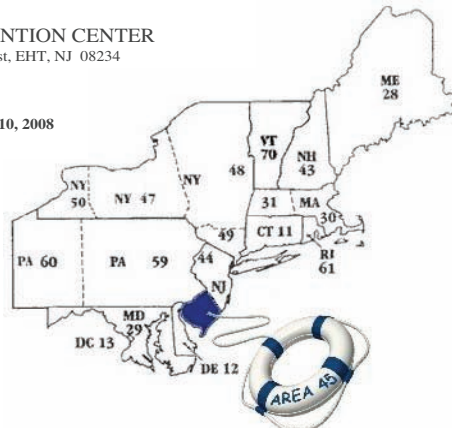 NTION CENTER
st, EHT, NJ 08234
10, 2008
ME
28
VT
70
NH
43
NY
50
NY 47
NY
48
31
MA
30
49
CT 11
RI
61
44
NJ
PA 60
PA 59
MD
29
DC 13
DE 12
AREA 45